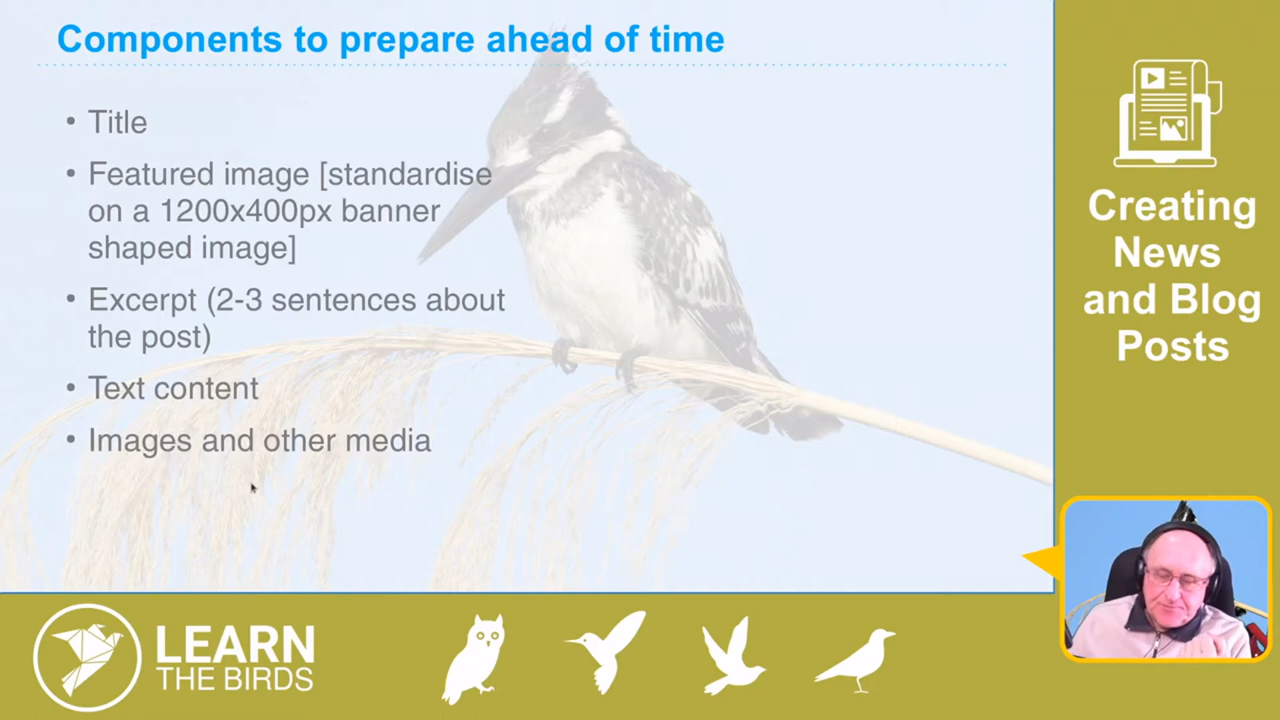 Components to prepare ahead of time
• Title
• Featured image [standardise
on a 1200x400px banner
shaped image]
• Excerpt (2-3 sentences about
the post)
• Text content
• Images and other media
Creating
News
and Blog
Posts
LEARN
THE BIRDS